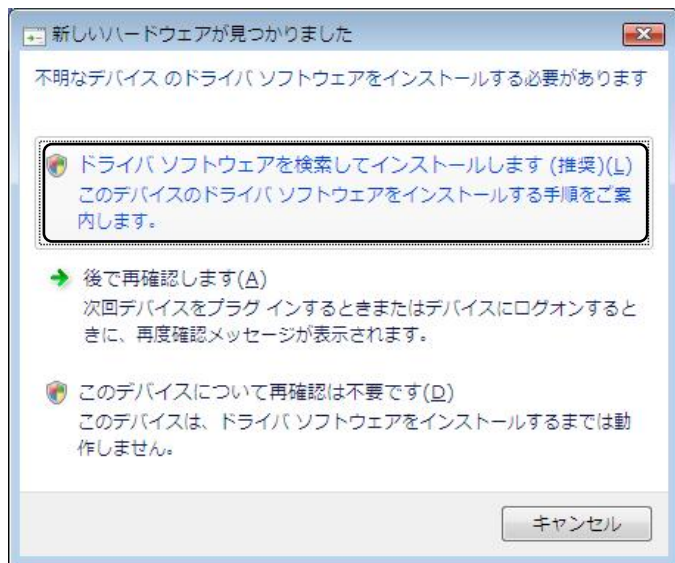 新しいハードウェアが見つかりました
不明なデバイス のドライバ ソフトウェアをインストールする必要があります
ドライバ ソフトウェアを検索してインストールします (推奨)(L)
このデバイスのドライバ ソフトウェアをインストールする手順をご案
内します。
後で再確認します(A)
次回デバイスをプラグ インするときまたはデバイスにログオンすると
きに、再度確認メッセージが表示されます。
このデバイスについて再確認は不要です(D)
このデバイスは、ドライバ ソフトウェアをインストールするまでは動
作しません。
キャンセル